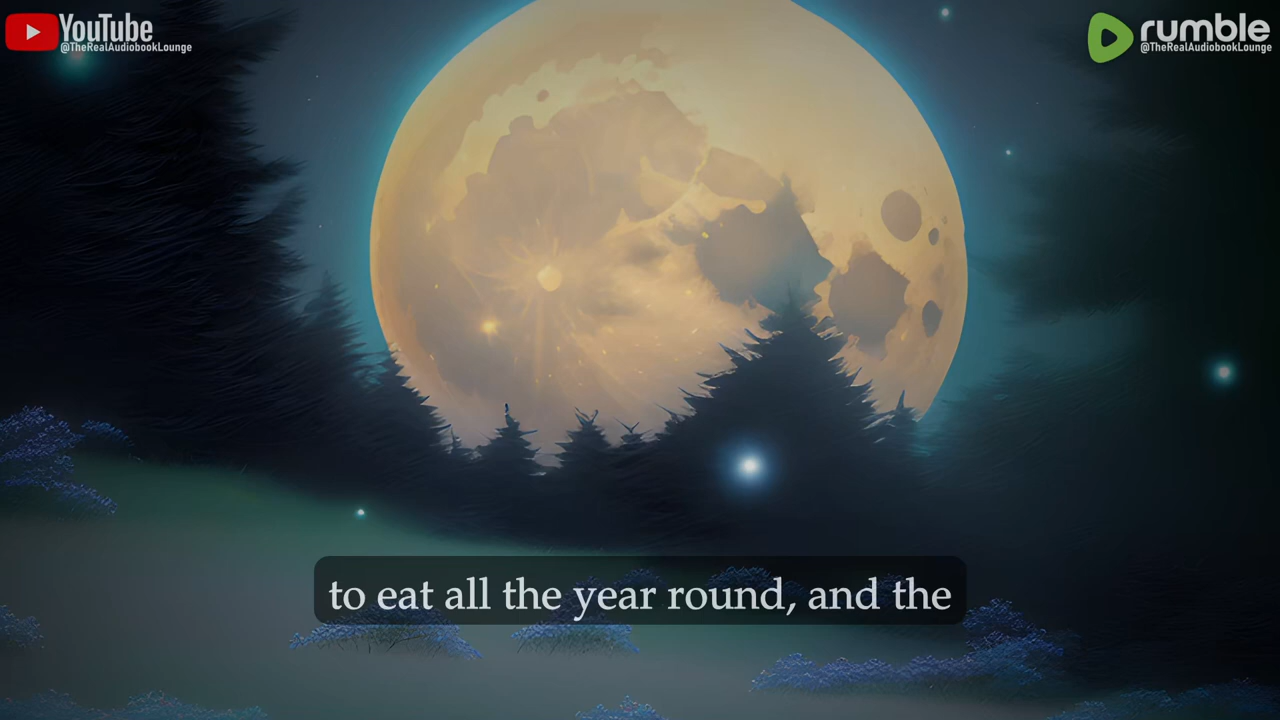 YouTube
@TheRealAudiobookLounge
rumble
@TheRealAudiobookLounge
to eat all the year round, and the